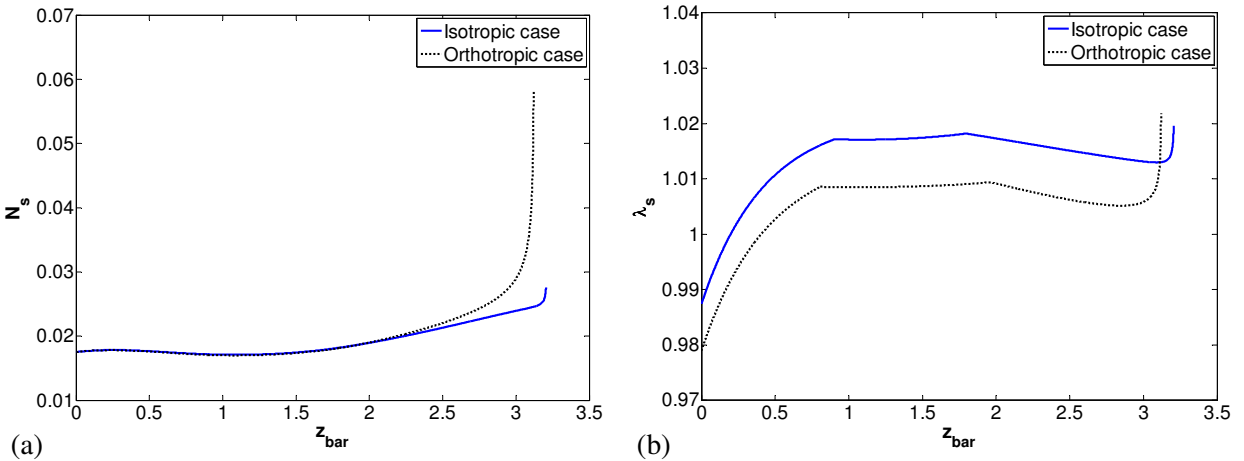 0.07
0.06
0.05
0.04
0.03
0.02
0.01
N_s
0 0.5 1 1.5 2 2.5 3 3.5
z_bar
Isotropic case
Orthotropic case
(a)
1.04
1.03
1.02
1.01
1
0.99
0.98
0.97
λ_s
0 0.5 1 1.5 2 2.5 3 3.5
z_bar
Isotropic case
Orthotropic case
(b)